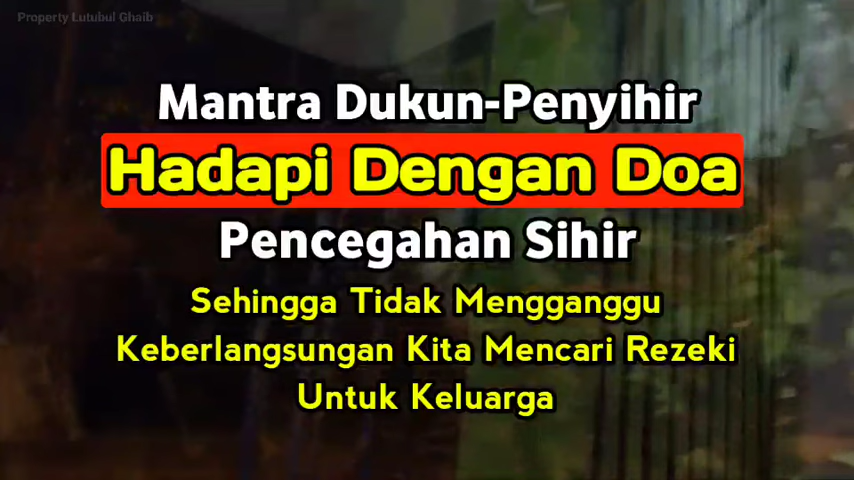 Property Lutubul Ghaib
Mantra Dukun-Penyihir
Hadapi Dengan Doa
Pencegahan Sihir
Sehingga Tidak Mengganggu
Keberlangsungan Kita Mencari Rezeki
Untuk Keluarga